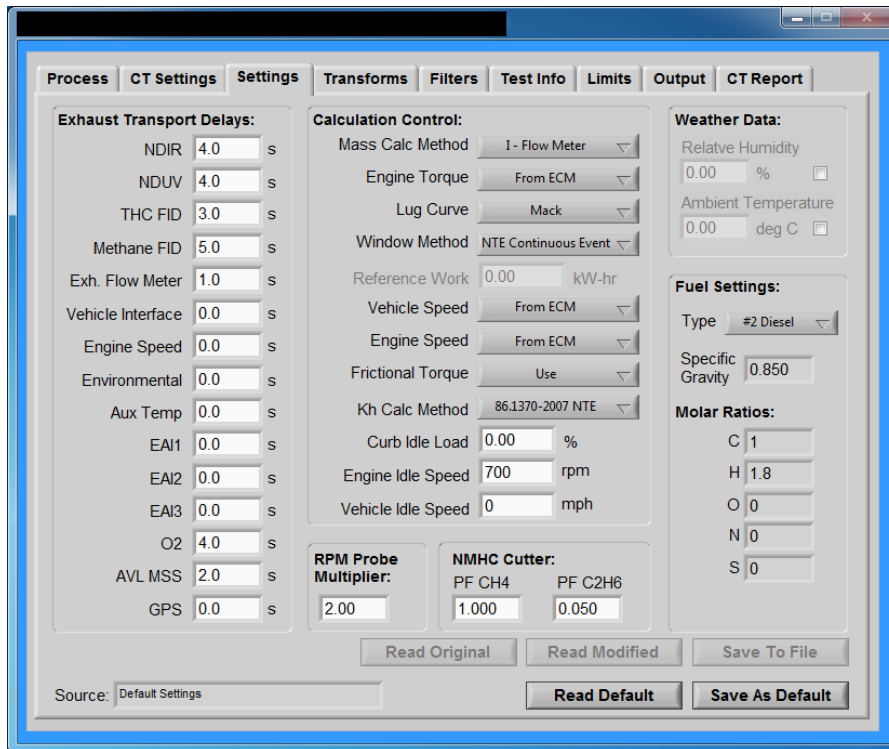 Process CT Settings Settings Transforms Filters Test Info Limits Output CT Report
Exhaust Transport Delays:
NDIR 4.0 s
NDUV 4.0 s
THC FID 3.0 s
Methane FID 5.0 s
Exh. Flow Meter 1.0 s
Vehicle Interface 0.0 s
Engine Speed 0.0 s
Environmental 0.0 s
Aux Temp 0.0 s
EAI1 0.0 s
EAI2 0.0 s
EAI3 0.0 s
O2 4.0 s
AVL MSS 2.0 s
GPS 0.0 s
Calculation Control:
Mass Calc Method I - Flow Meter
Engine Torque From ECM
Lug Curve Mack
Window Method NTE Continuous Event
Reference Work 0.00 kW-hr
Vehicle Speed From ECM
Engine Speed From ECM
Frictional Torque Use
Kh Calc Method 86.1370-2007 NTE
Curb Idle Load 0.00 %
Engine Idle Speed 700 rpm
Vehicle Idle Speed 0 mph
RPM Probe
Multiplier:
2.00
NMHC Cutter:
PF CH4 PF C2H6
1.000 0.050
Weather Data:
Relatve Humidity
0.00 %
Ambient Temperature
0.00 deg C
Fuel Settings:
Type #2 Diesel
Specific
Gravity 0.850
Molar Ratios:
C 1
H 1.8
O 0
N 0
S 0
Read Original Read Modified Save To File
Source: Default Settings Read Default Save As Default